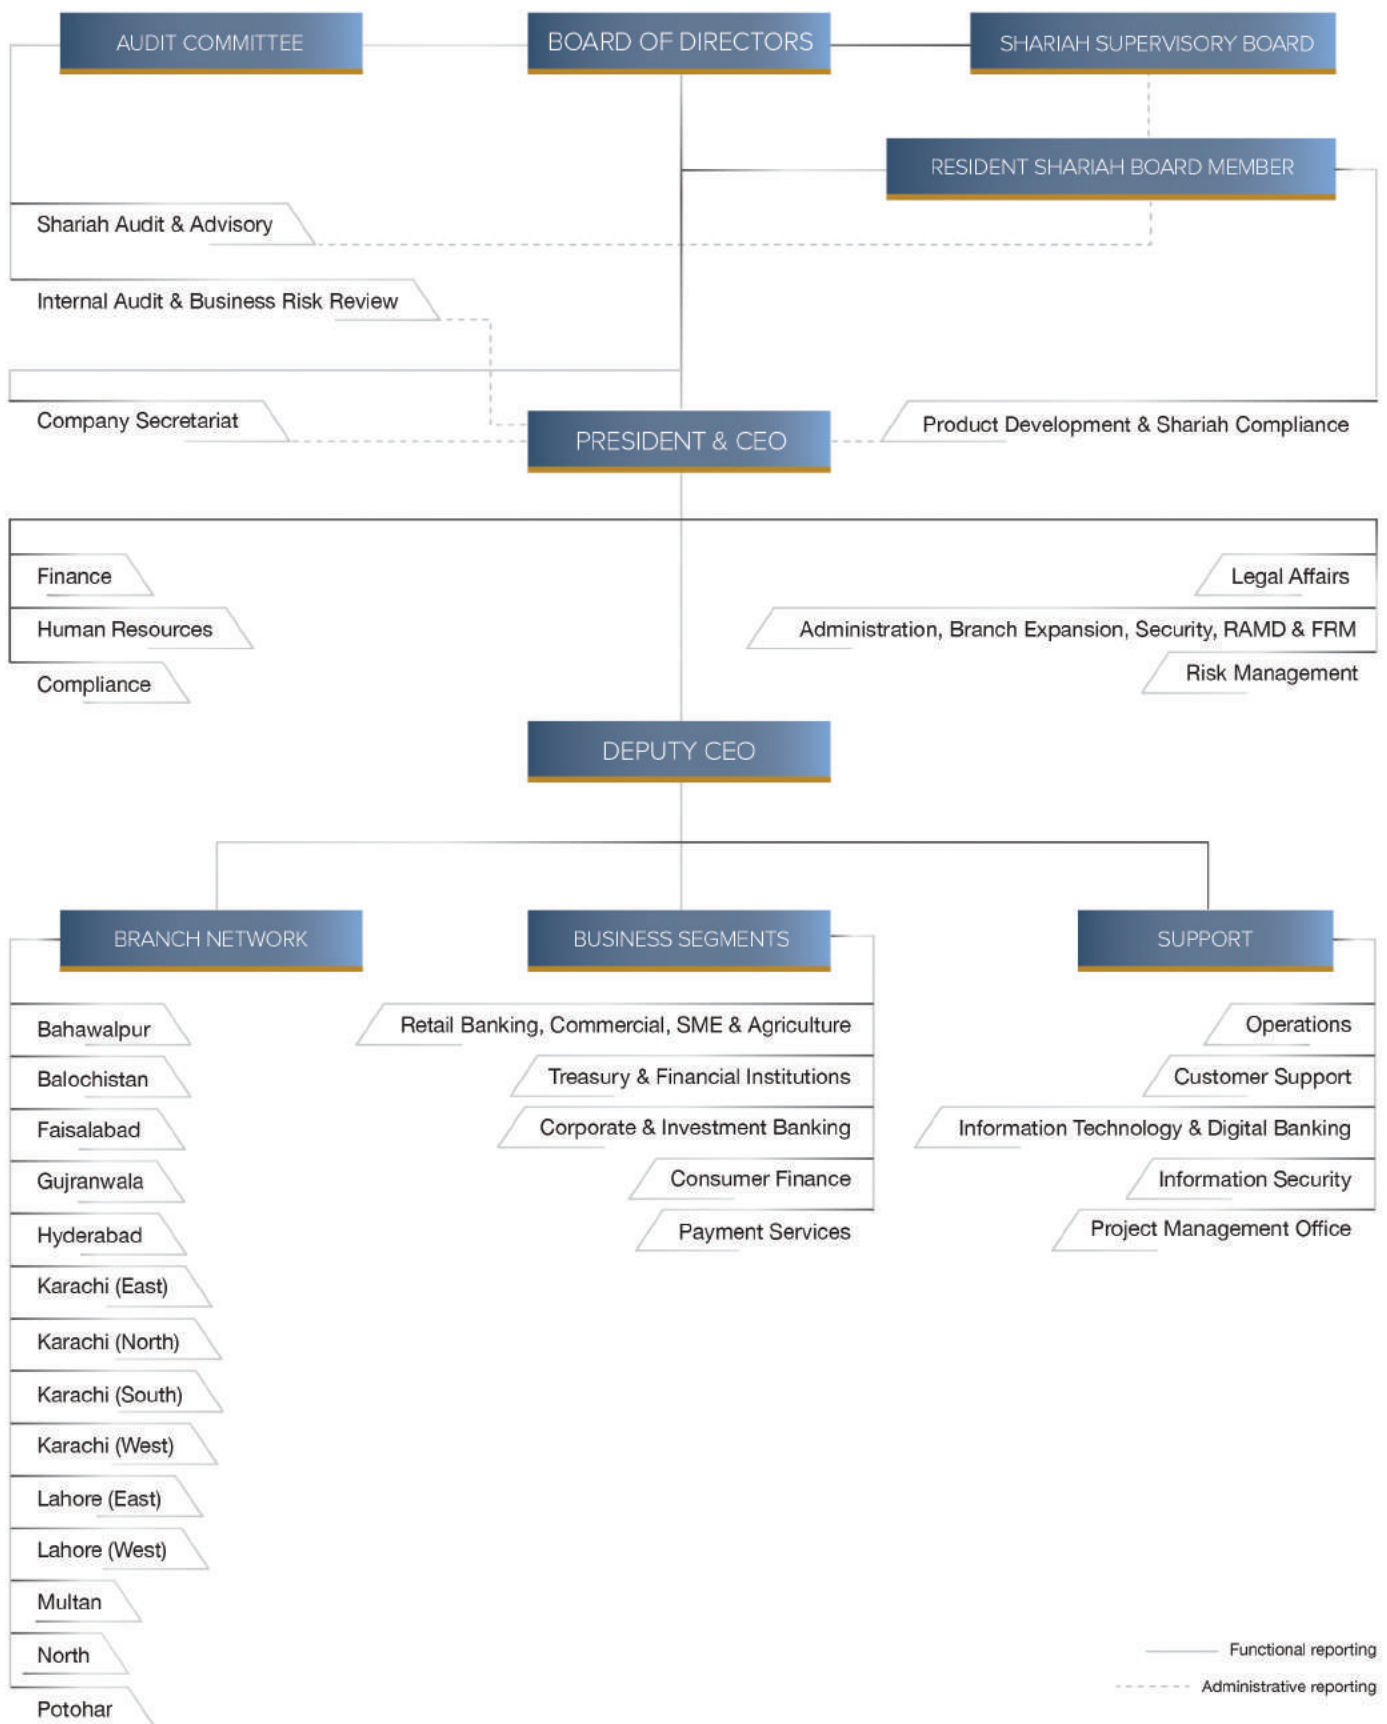 AUDIT COMMITTEE
BOARD OF DIRECTORS
SHARIAH SUPERVISORY BOARD
RESIDENT SHARIAH BOARD MEMBER
Shariah Audit & Advisory
Internal Audit & Business Risk Review
Company Secretariat
PRESIDENT & CEO
Product Development & Shariah Compliance
Finance
Human Resources
Compliance
Legal Affairs
Administration, Branch Expansion, Security, RAMD & FRM
Risk Management
DEPUTY CEO
BRANCH NETWORK
Bahawalpur
Balochistan
Faisalabad
Gujranwala
Hyderabad
Karachi (East)
Karachi (North)
Karachi (South)
Karachi (West)
Lahore (East)
Lahore (West)
Multan
North
Potohar
BUSINESS SEGMENTS
Retail Banking, Commercial, SME & Agriculture
Treasury & Financial Institutions
Corporate & Investment Banking
Consumer Finance
Payment Services
SUPPORT
Operations
Customer Support
Information Technology & Digital Banking
Information Security
Project Management Office
Functional reporting
Administrative reporting